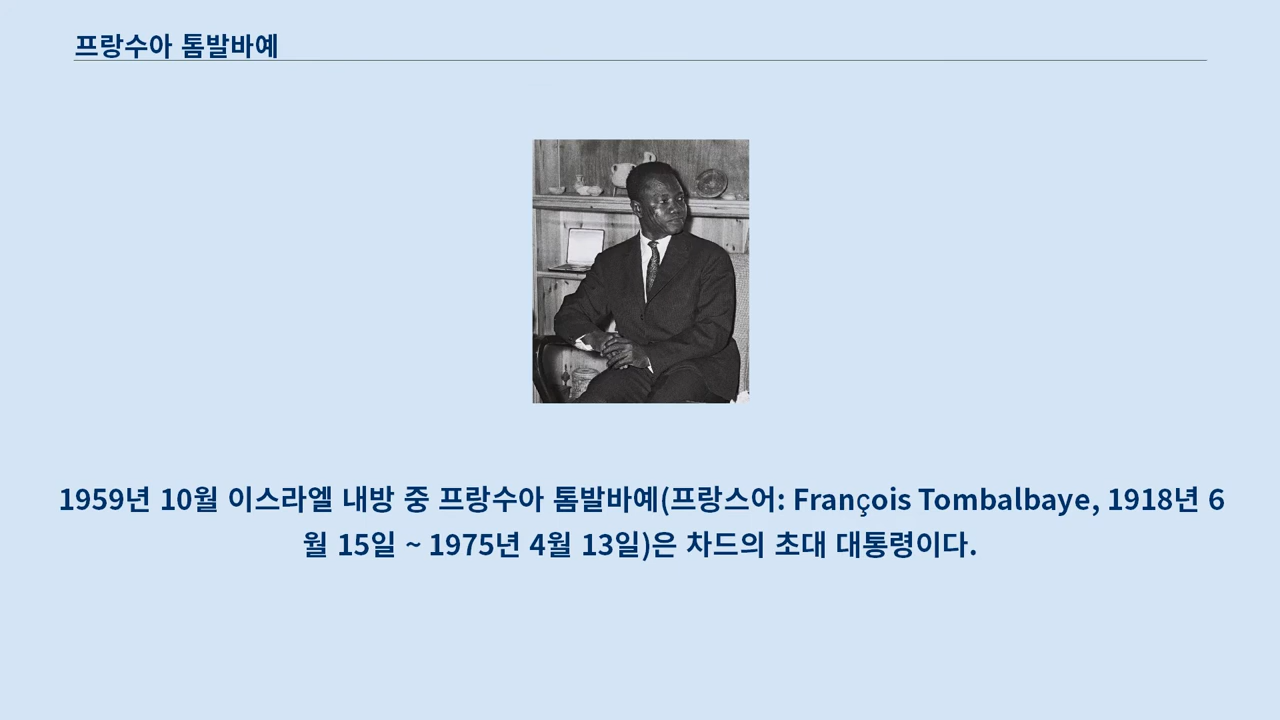 프랑수아 톰발바예
1959년 10월 이스라엘 내방 중 프랑수아 톰발바예(프랑스어: François Tombalbaye, 1918년 6
월 15일 ~ 1975년 4월 13일)은 차드의 초대 대통령이다.